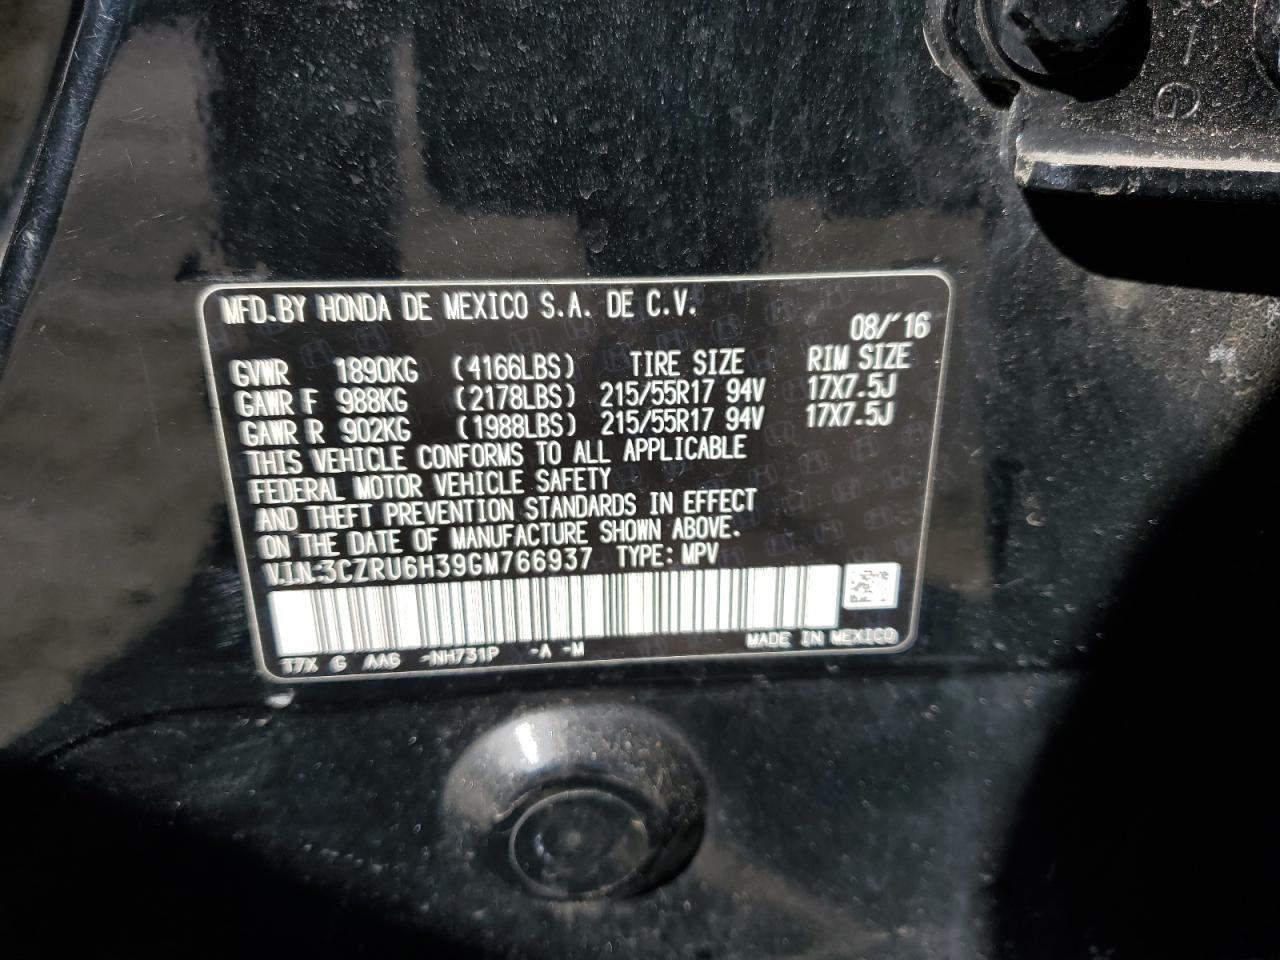 MFD.BY HONDA DE MEXICO S.A. DE C.V.
08/'16
GVWR 1890KG (4166LBS) TIRE SIZE RIM SIZE
GAWR F 988KG (2178LBS) 215/55R17 94V 17X7.5J
GAWR R 902KG (1988LBS) 215/55R17 94V 17X7.5J
THIS VEHICLE CONFORMS TO ALL APPLICABLE
FEDERAL MOTOR VEHICLE SAFETY
AND THEFT PREVENTION STANDARDS IN EFFECT
ON THE DATE OF MANUFACTURE SHOWN ABOVE.
V.I.N:3CZRU6H39GM766937 TYPE: MPV
17X G AAG -NH731P -A -M MADE IN MEXICO